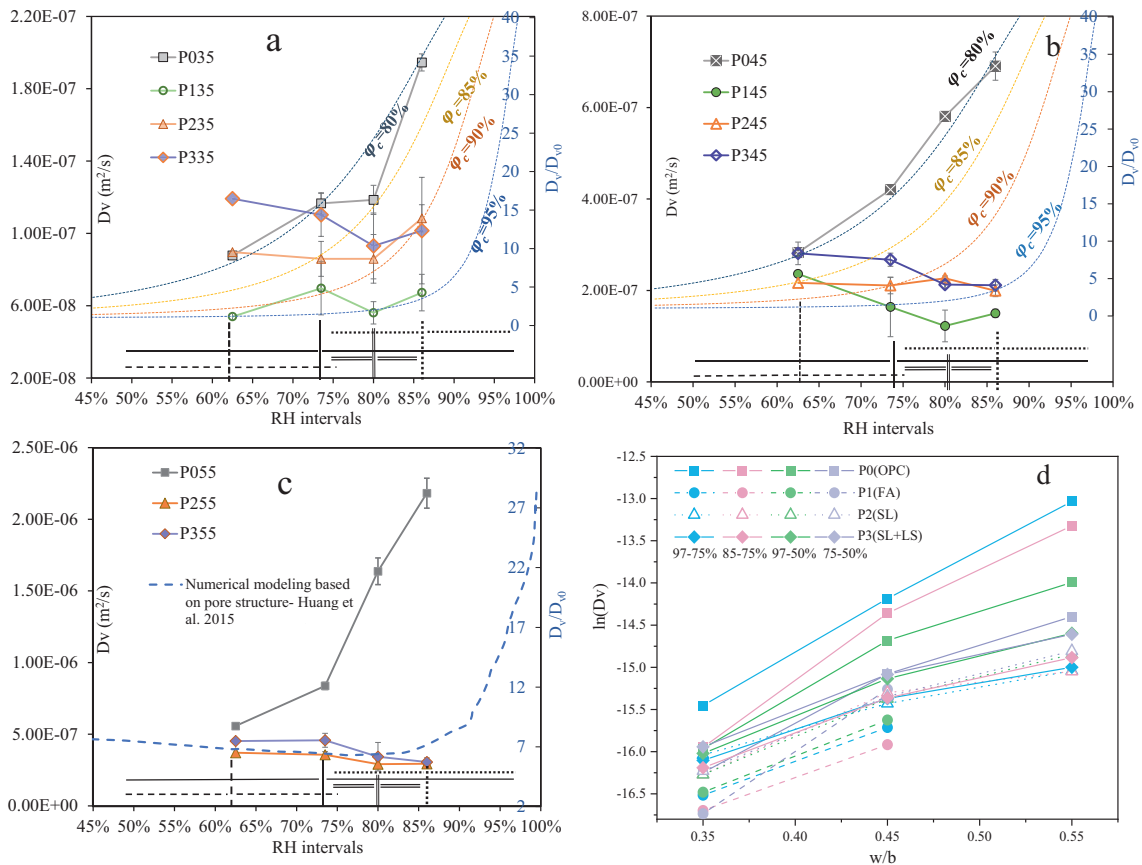 a
2.20E-07
1.80E-07
1.40E-07
1.00E-07
6.00E-08
2.00E-08
Dv (m²/s)
P035
P135
P235
P335
φc=80%
φc=85%
φc=90%
φc=95%
40
35
30
25
20
15
10
5
0
Dv/Dv0
45% 50% 55% 60% 65% 70% 75% 80% 85% 90% 95% 100%
RH intervals
b
8.00E-07
6.00E-07
4.00E-07
2.00E-07
0.00E+00
Dv (m²/s)
P045
P145
P245
P345
φc=80%
φc=85%
φc=90%
φc=95%
40
35
30
25
20
15
10
5
0
Dv/Dv0
45% 50% 55% 60% 65% 70% 75% 80% 85% 90% 95% 100%
RH intervals
c
2.50E-06
2.00E-06
1.50E-06
1.00E-06
5.00E-07
0.00E+00
Dv (m²/s)
P055
P255
P355
Numerical modeling based
on pore structure- Huang et
al. 2015
32
27
22
17
12
7
2
Dv/Dv0
45% 50% 55% 60% 65% 70% 75% 80% 85% 90% 95% 100%
RH intervals
d
-12.5
-13.0
-13.5
-14.0
-14.5
-15.0
-15.5
-16.0
-16.5
ln(Dv)
P0(OPC)
P1(FA)
P2(SL)
P3(SL+LS)
97-75% 85-75% 97-50% 75-50%
0.35 0.40 0.45 0.50 0.55
w/b